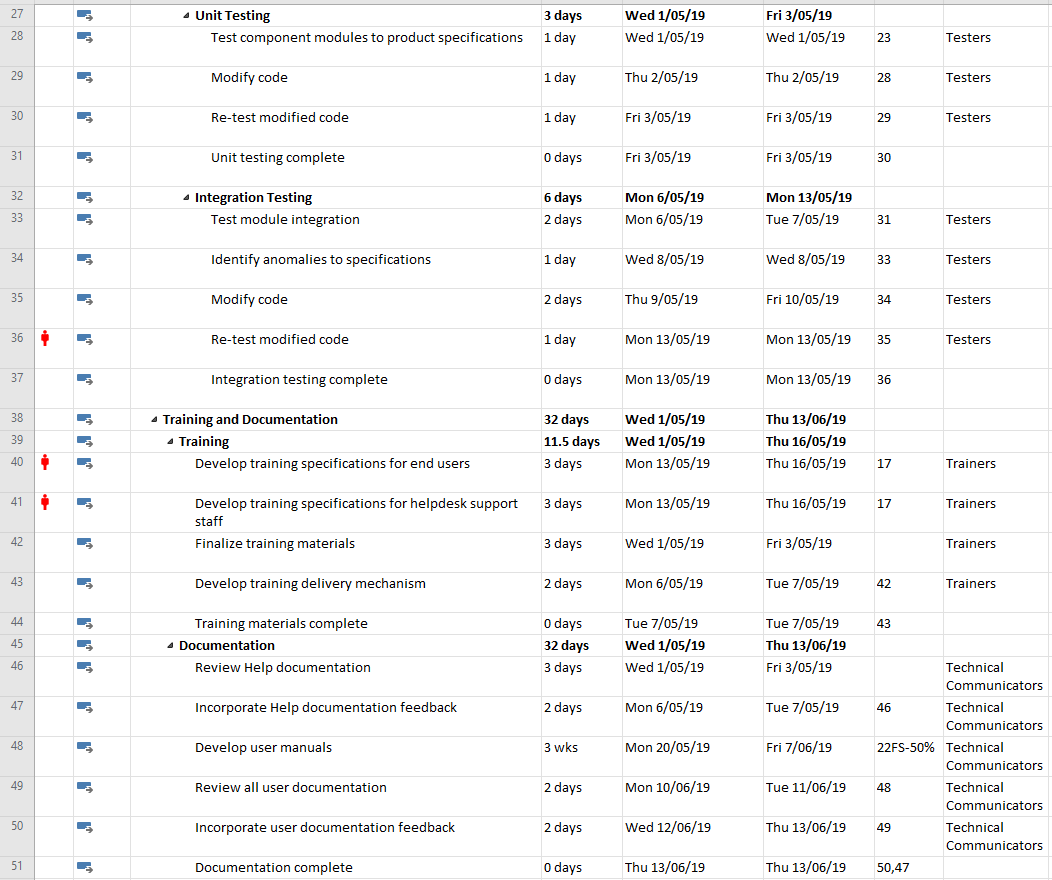 27 Unit Testing 3 days Wed 1/05/19 Fri 3/05/19
28 Test component modules to product specifications 1 day Wed 1/05/19 Wed 1/05/19 23 Testers
29 Modify code 1 day Thu 2/05/19 Thu 2/05/19 28 Testers
30 Re-test modified code 1 day Fri 3/05/19 Fri 3/05/19 29 Testers
31 Unit testing complete 0 days Fri 3/05/19 Fri 3/05/19 30
32 Integration Testing 6 days Mon 6/05/19 Mon 13/05/19
33 Test module integration 2 days Mon 6/05/19 Tue 7/05/19 31 Testers
34 Identify anomalies to specifications 1 day Wed 8/05/19 Wed 8/05/19 33 Testers
35 Modify code 2 days Thu 9/05/19 Fri 10/05/19 34 Testers
36 Re-test modified code 1 day Mon 13/05/19 Mon 13/05/19 35 Testers
37 Integration testing complete 0 days Mon 13/05/19 Mon 13/05/19 36
38 Training and Documentation 32 days Wed 1/05/19 Thu 13/06/19
39 Training 11.5 days Wed 1/05/19 Thu 16/05/19
40 Develop training specifications for end users 3 days Mon 13/05/19 Thu 16/05/19 17 Trainers
41 Develop training specifications for helpdesk support 3 days Mon 13/05/19 Thu 16/05/19 17 Trainers
staff
42 Finalize training materials 3 days Wed 1/05/19 Fri 3/05/19 Trainers
43 Develop training delivery mechanism 2 days Mon 6/05/19 Tue 7/05/19 42 Trainers
44 Training materials complete 0 days Tue 7/05/19 Tue 7/05/19 43
45 Documentation 32 days Wed 1/05/19 Thu 13/06/19
46 Review Help documentation 3 days Wed 1/05/19 Fri 3/05/19 Technical
Communicators
47 Incorporate Help documentation feedback 2 days Mon 6/05/19 Tue 7/05/19 46 Technical
Communicators
48 Develop user manuals 3 wks Mon 20/05/19 Fri 7/06/19 22FS-50% Technical
Communicators
49 Review all user documentation 2 days Mon 10/06/19 Tue 11/06/19 48 Technical
Communicators
50 Incorporate user documentation feedback 2 days Wed 12/06/19 Thu 13/06/19 49 Technical
Communicators
51 Documentation complete 0 days Thu 13/06/19 Thu 13/06/19 50,47